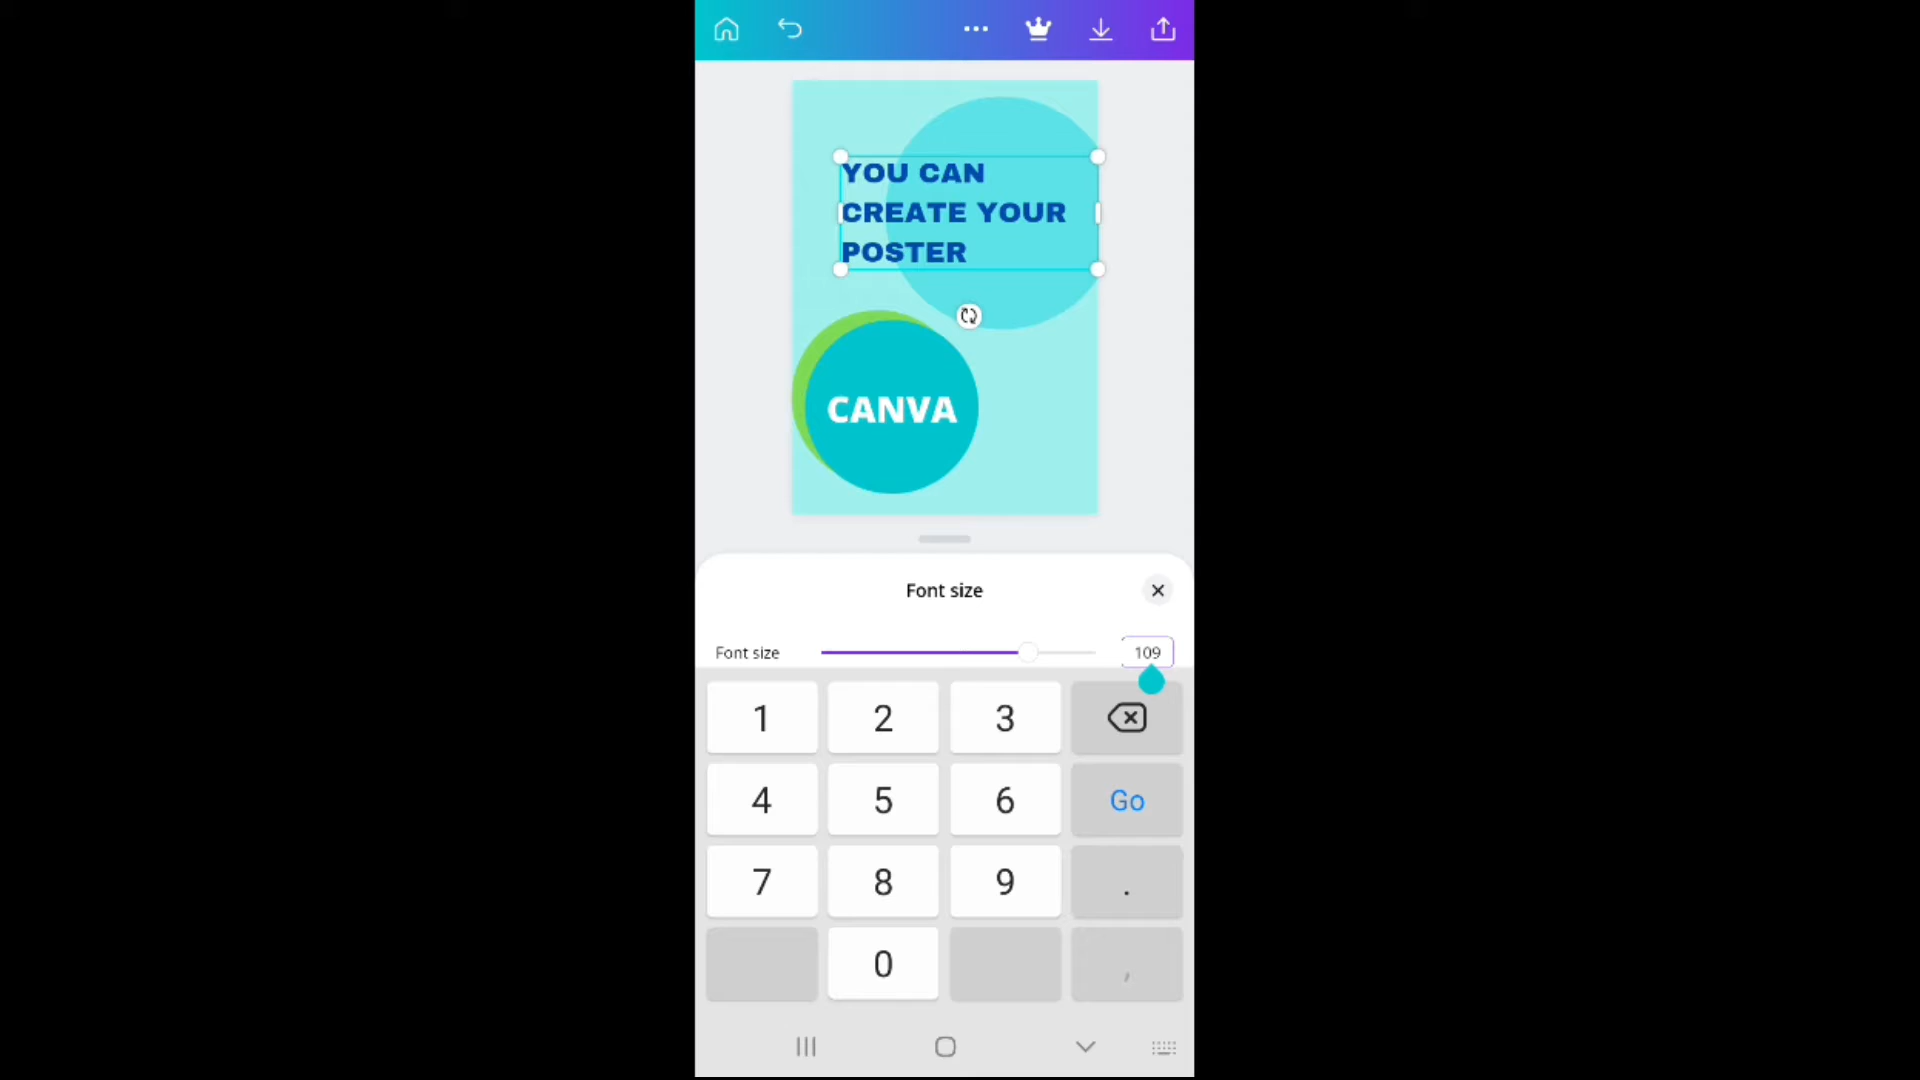 YOU CAN
CREATE YOUR
POSTER
CANVA
Font size
Font size 109
1 2 3
4 5 6 Go
7 8 9 .
0 ,